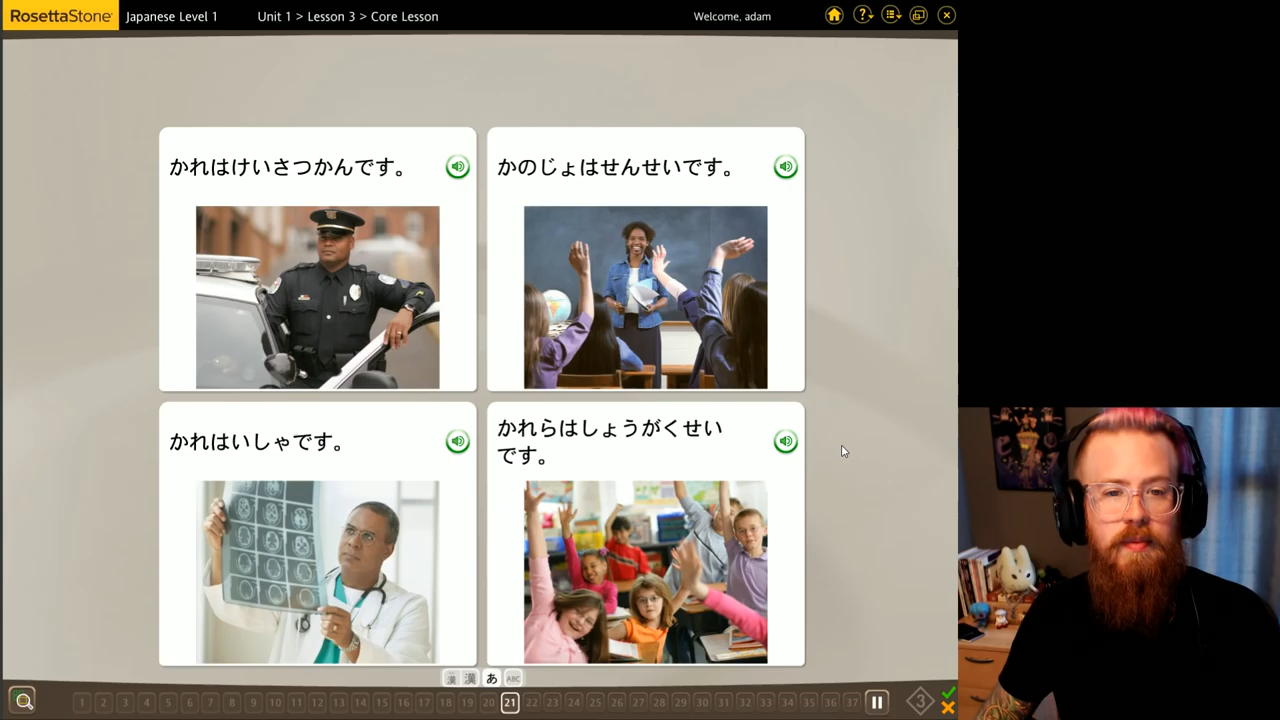 RosettaStone
Japanese Level 1
Unit 1 > Lesson 3 > Core Lesson
Welcome, adam
かれはけいさつかんです。
かのじょはせんせいです。
かれはいしゃです。
かれらはしょうがくせい
です。
漢 漢 あ ABC
1 2 3 4 5 6 7 8 9 10 11 12 13 14 15 16 17 18 19 20 21 22 23 24 25 26 27 28 29 30 31 32 33 34 35 36 37
3